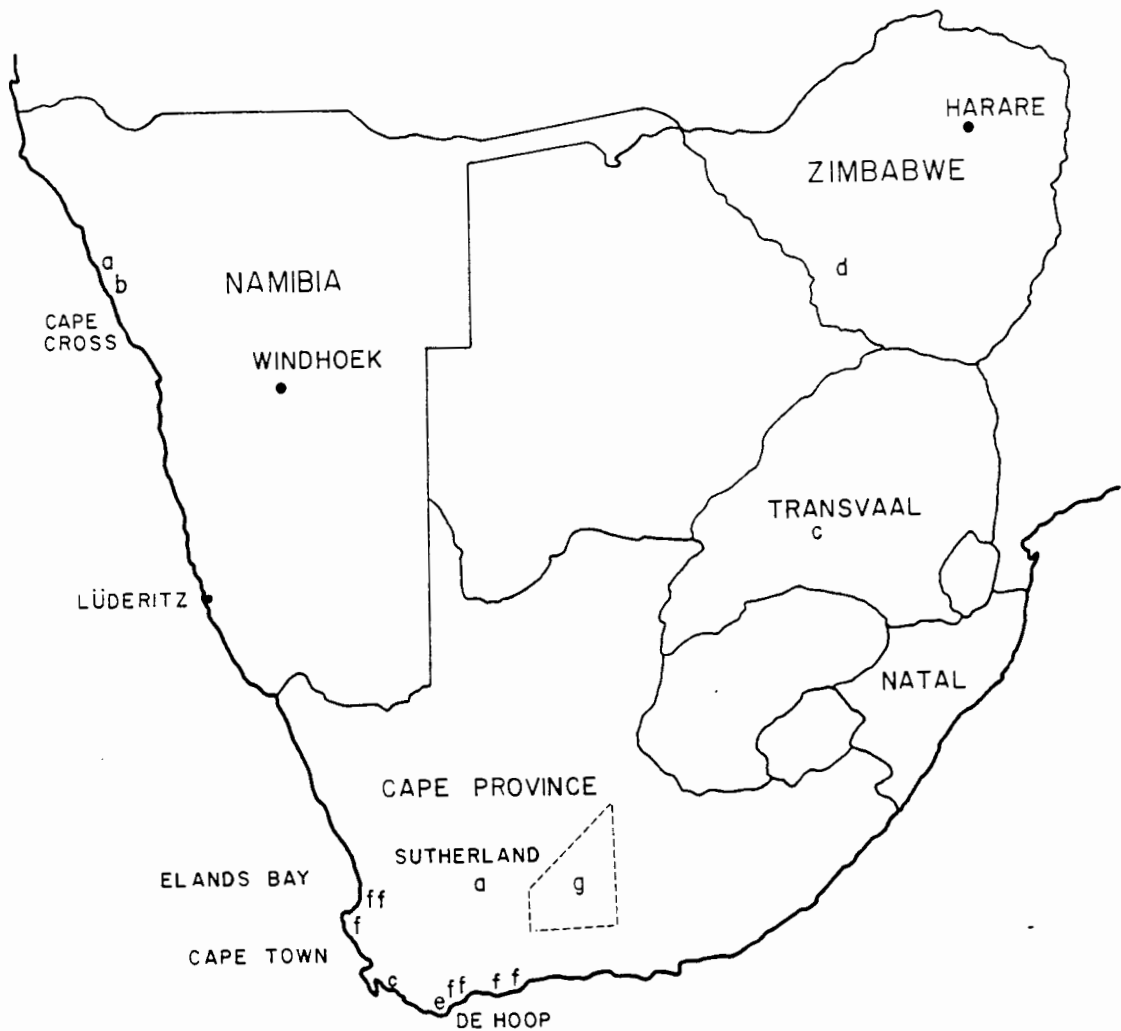 HARARE
ZIMBABWE
a
b
NAMIBIA
d
CAPE
CROSS
WINDHOEK
TRANSVAAL
c
LÜDERITZ
NATAL
CAPE PROVINCE
SUTHERLAND
a
g
ELANDS BAY
ff
f
CAPE TOWN
c
e
ff
f
f
DE HOOP